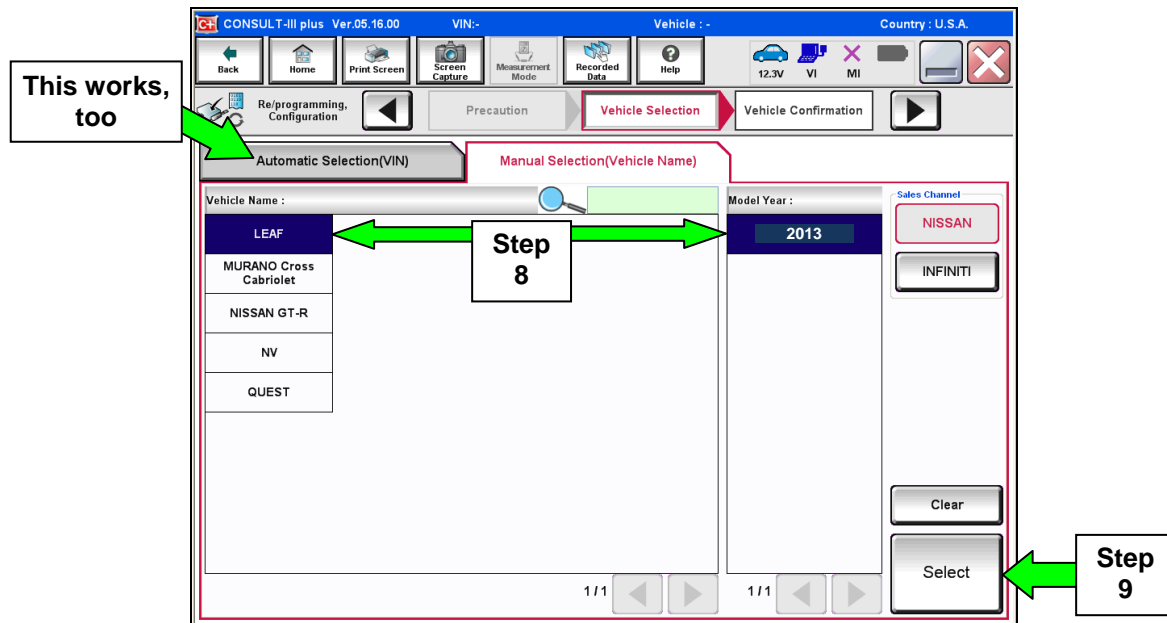 CONSULT-III plus Ver.05.16.00 VIN:- Vehicle : - Country : U.S.A.
Back
Home
Print Screen
Screen
Capture
Measurement
Mode
Recorded
Data
Help
12.3V VI MI
This works,
too
Re/programming,
Configuration
Precaution
Vehicle Selection
Vehicle Confirmation
Automatic Selection(VIN)
Manual Selection(Vehicle Name)
Vehicle Name :
Model Year :
Sales Channel
LEAF
MURANO Cross
Cabriolet
NISSAN GT-R
NV
QUEST
Step
8
2013
NISSAN
INFINITI
Clear
Select
Step
9
1/1
1/1